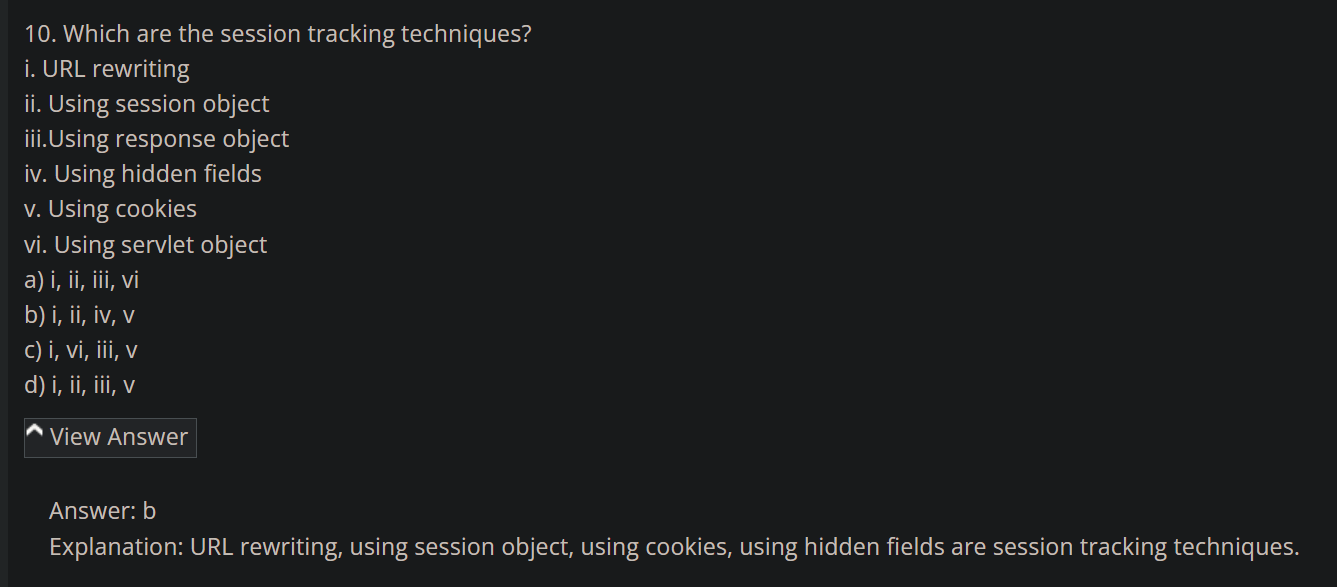 10. Which are the session tracking techniques?
i. URL rewriting
ii. Using session object
iii.Using response object
iv. Using hidden fields
v. Using cookies
vi. Using servlet object
a) i, ii, iii, vi
b) i, ii, iv, v
c) i, vi, iii, v
d) i, ii, iii, v
View Answer
Answer: b
Explanation: URL rewriting, using session object, using cookies, using hidden fields are session tracking techniques.